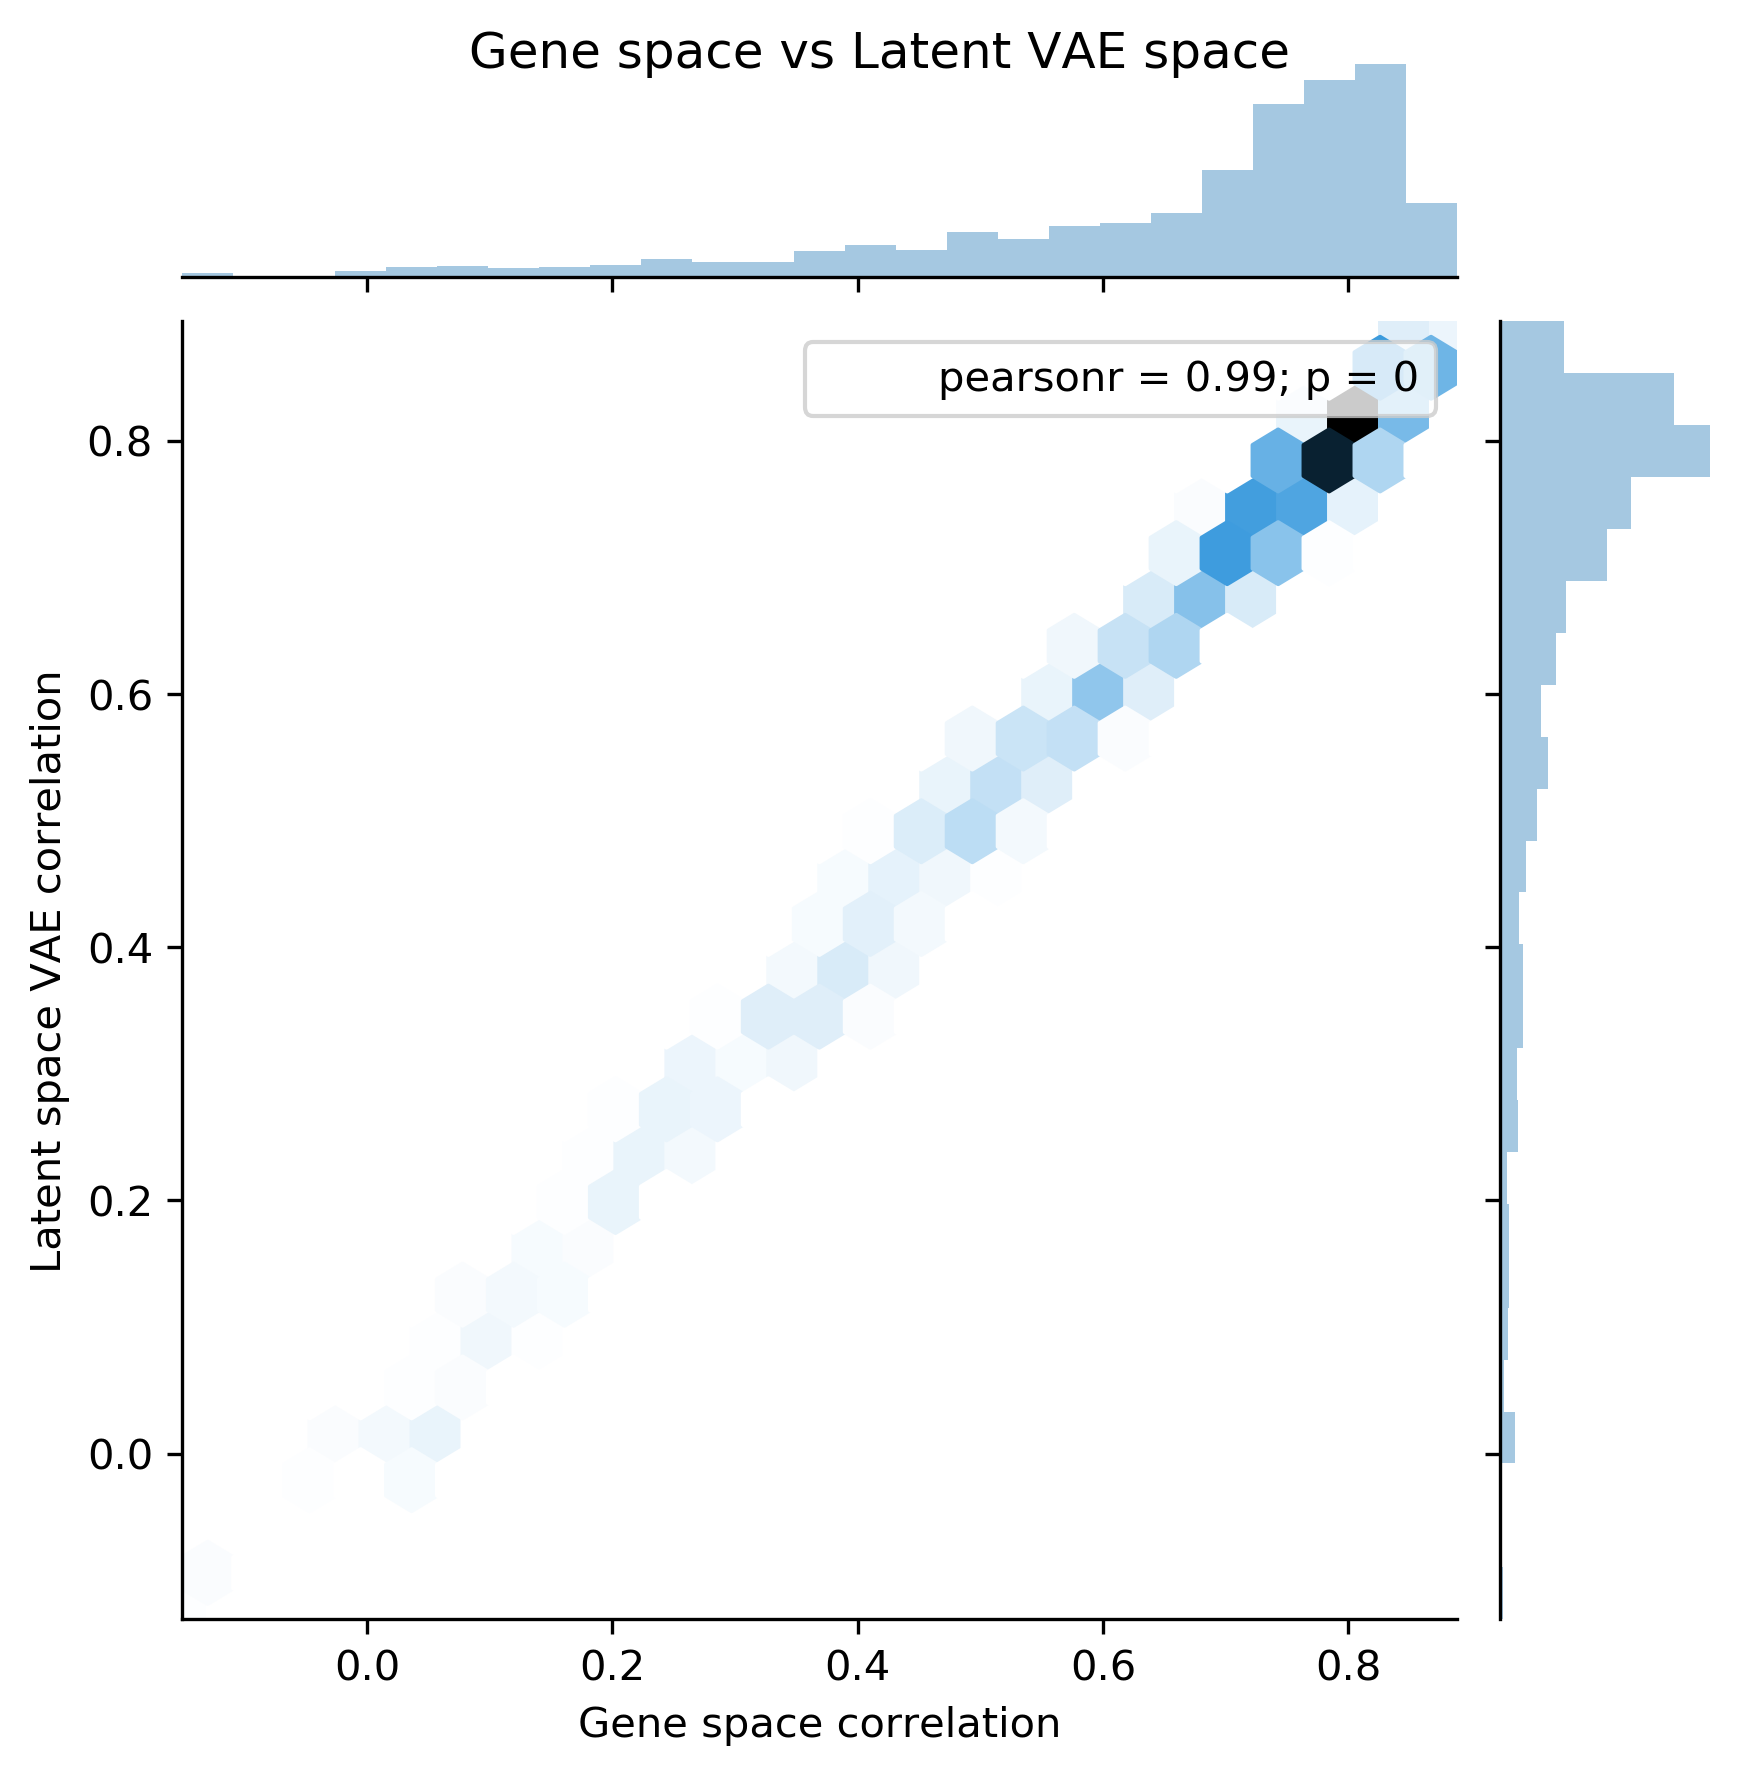 Gene space vs Latent VAE space
pearsonr = 0.99; p = 0
0.8
0.6
0.4
0.2
0.0
Latent space VAE correlation
0.0 0.2 0.4 0.6 0.8
Gene space correlation